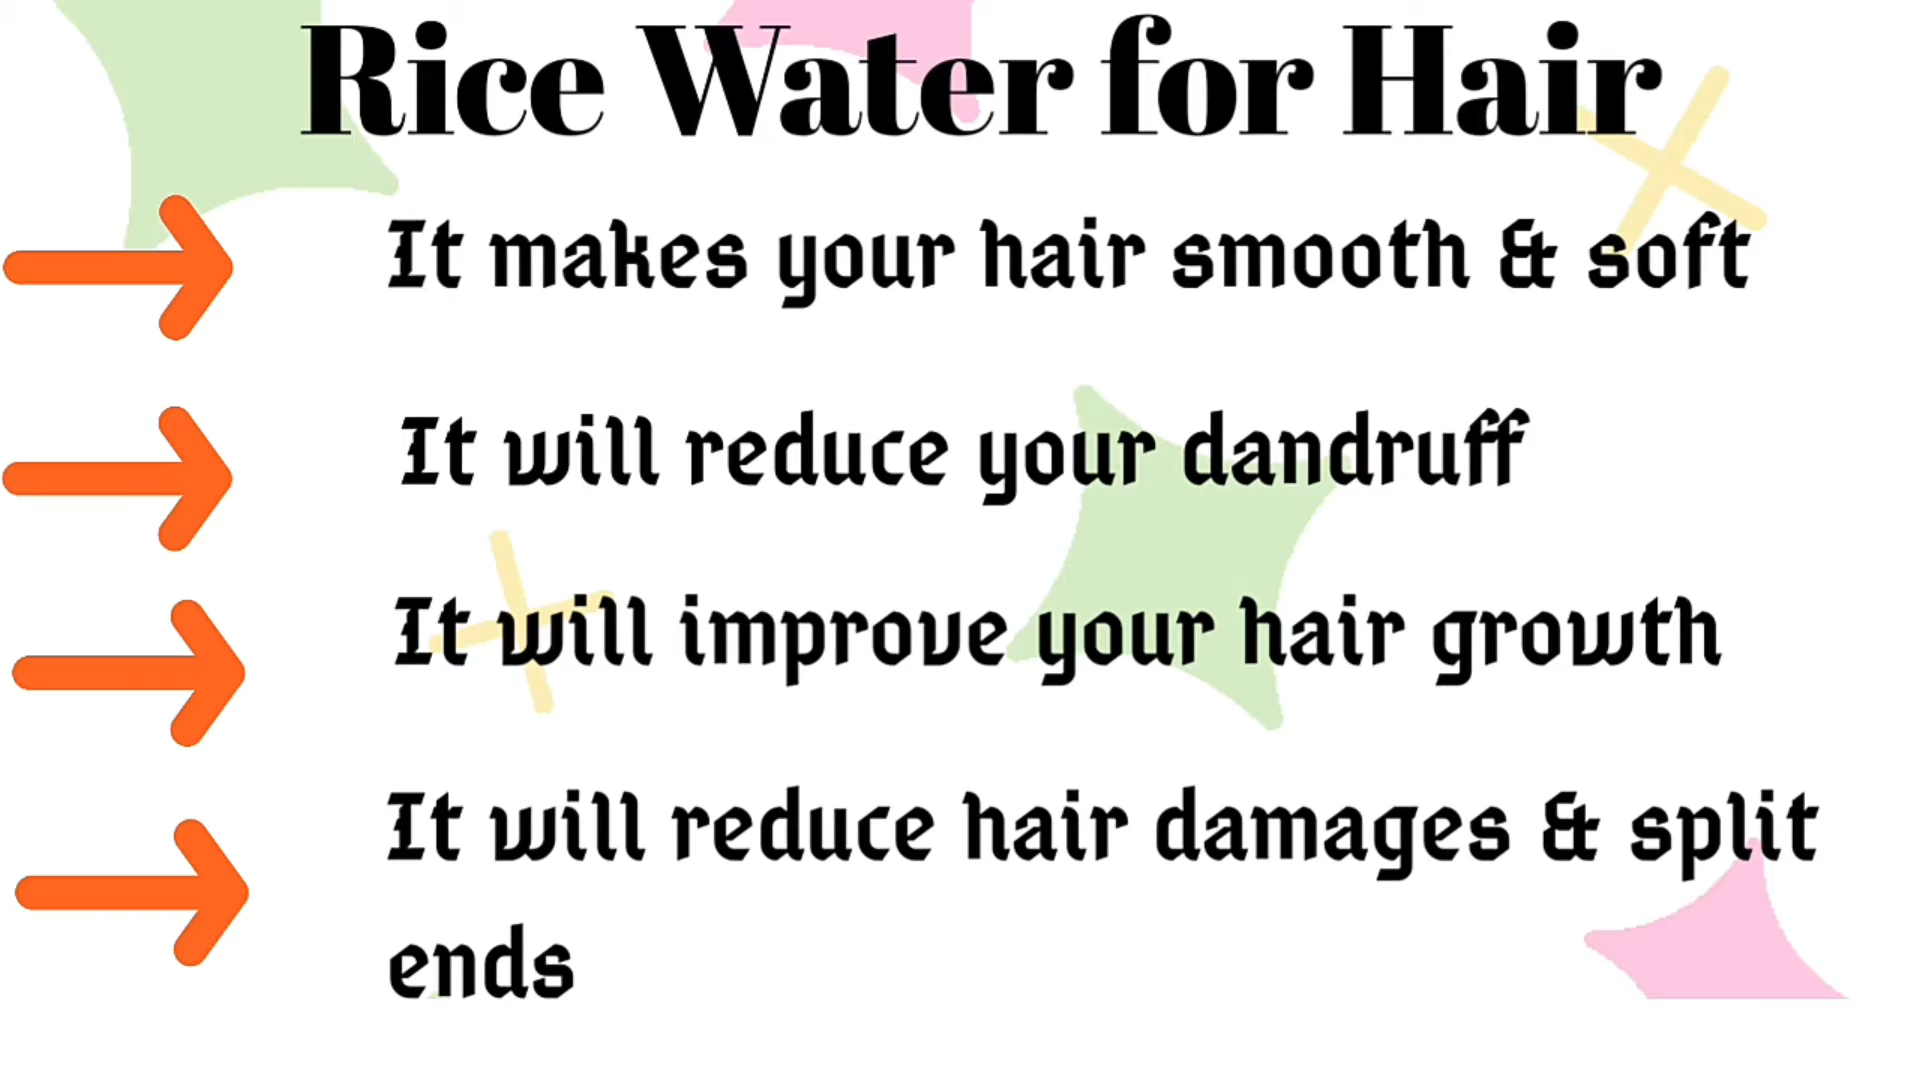 Rice Water for Hair
It makes your hair smooth & soft
It will reduce your dandruff
It will improve your hair growth
It will reduce hair damages & split
ends